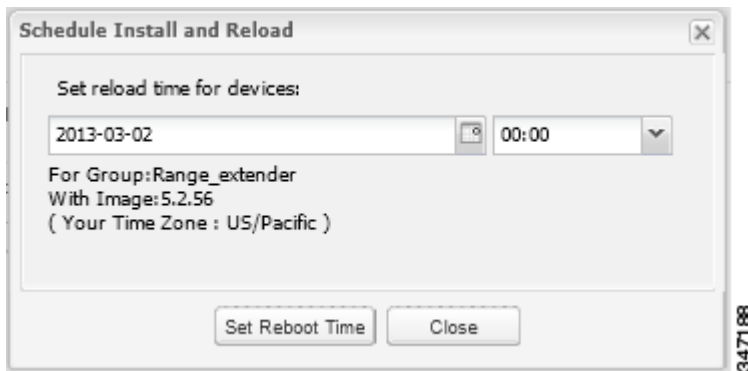 Schedule Install and Reload
Set reload time for devices:
2013-03-02
00:00
For Group:Range_extender
With Image:5.2.56
( Your Time Zone : US/Pacific )
Set Reboot Time
Close
347188